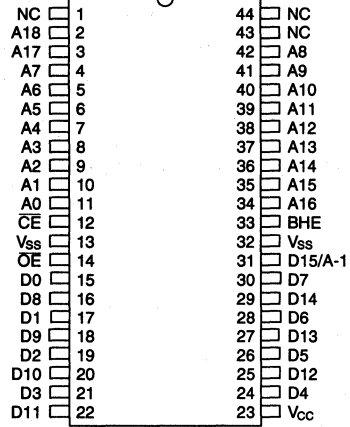 NC 1 44 NC
A18 2 43 NC
A17 3 42 A8
A7 4 41 A9
A6 5 40 A10
A5 6 39 A11
A4 7 38 A12
A3 8 37 A13
A2 9 36 A14
A1 10 35 A15
A0 11 34 A16
C̅E̅ 12 33 BHE
VSS 13 32 VSS
O̅E̅ 14 31 D15/A-1
D0 15 30 D7
D8 16 29 D14
D1 17 28 D6
D9 18 27 D13
D2 19 26 D5
D10 20 25 D12
D3 21 24 D4
D11 22 23 VCC